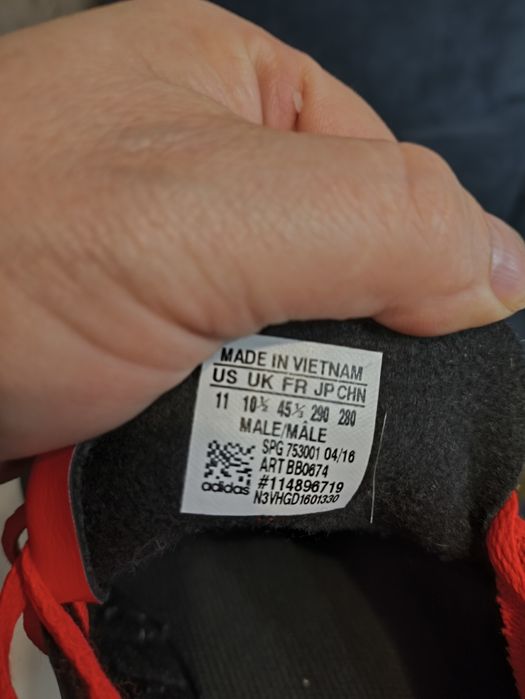 MADE IN VIETNAM
US UK FR JP CHN
11 10½ 45⅓ 290 280
MALE/MÂLE
SPG 753001 04/16
ART BB0674
#114896719
adidas N3VHGD1601330